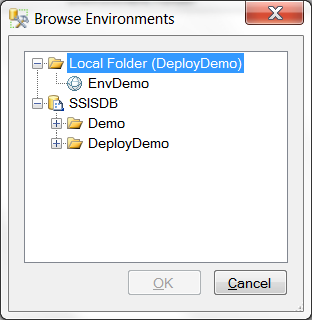 Browse Environments
Local Folder (DeployDemo)
EnvDemo
SSISDB
Demo
DeployDemo
OK
Cancel